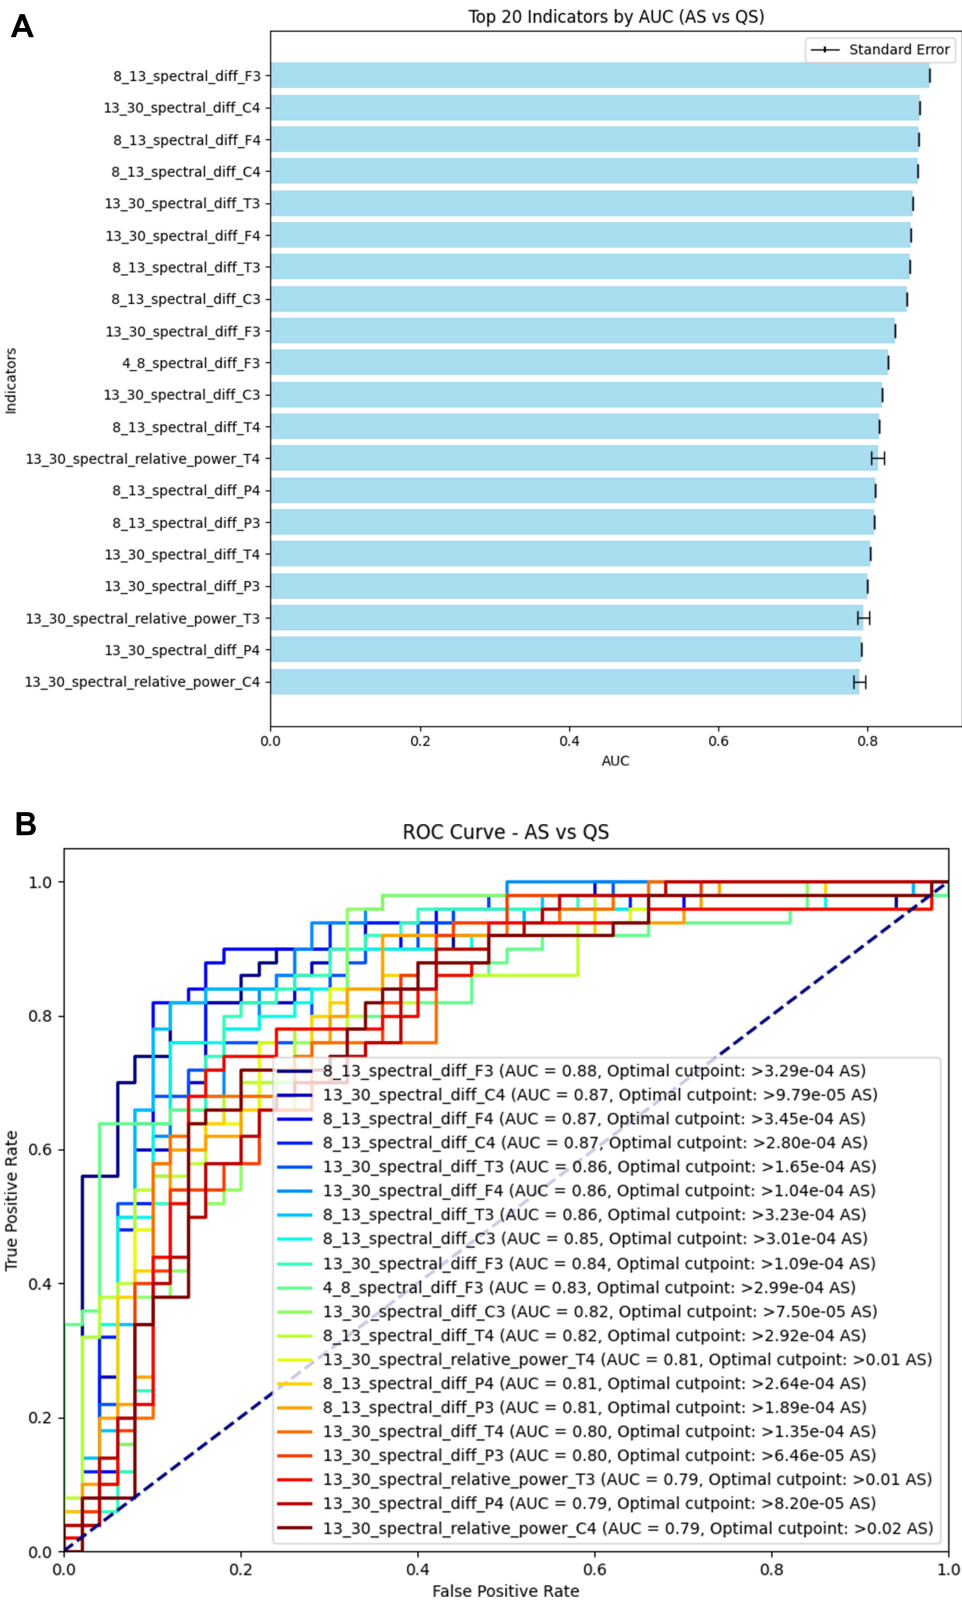 A
Top 20 Indicators by AUC (AS vs QS)
Standard Error
Indicators
8_13_spectral_diff_F3
13_30_spectral_diff_C4
8_13_spectral_diff_F4
8_13_spectral_diff_C4
13_30_spectral_diff_T3
13_30_spectral_diff_F4
8_13_spectral_diff_T3
8_13_spectral_diff_C3
13_30_spectral_diff_F3
4_8_spectral_diff_F3
13_30_spectral_diff_C3
8_13_spectral_diff_T4
13_30_spectral_relative_power_T4
8_13_spectral_diff_P4
8_13_spectral_diff_P3
13_30_spectral_diff_T4
13_30_spectral_diff_P3
13_30_spectral_relative_power_T3
13_30_spectral_diff_P4
13_30_spectral_relative_power_C4
0.0 0.2 0.4 0.6 0.8
AUC
B
ROC Curve - AS vs QS
True Positive Rate
1.0
0.8
0.6
0.4
0.2
0.0
8_13_spectral_diff_F3 (AUC = 0.88, Optimal cutpoint: >3.29e-04 AS)
13_30_spectral_diff_C4 (AUC = 0.87, Optimal cutpoint: >9.79e-05 AS)
8_13_spectral_diff_F4 (AUC = 0.87, Optimal cutpoint: >3.45e-04 AS)
8_13_spectral_diff_C4 (AUC = 0.87, Optimal cutpoint: >2.80e-04 AS)
13_30_spectral_diff_T3 (AUC = 0.86, Optimal cutpoint: >1.65e-04 AS)
13_30_spectral_diff_F4 (AUC = 0.86, Optimal cutpoint: >1.04e-04 AS)
8_13_spectral_diff_T3 (AUC = 0.86, Optimal cutpoint: >3.23e-04 AS)
8_13_spectral_diff_C3 (AUC = 0.85, Optimal cutpoint: >3.01e-04 AS)
13_30_spectral_diff_F3 (AUC = 0.84, Optimal cutpoint: >1.09e-04 AS)
4_8_spectral_diff_F3 (AUC = 0.83, Optimal cutpoint: >2.99e-04 AS)
13_30_spectral_diff_C3 (AUC = 0.82, Optimal cutpoint: >7.50e-05 AS)
8_13_spectral_diff_T4 (AUC = 0.82, Optimal cutpoint: >2.92e-04 AS)
13_30_spectral_relative_power_T4 (AUC = 0.81, Optimal cutpoint: >0.01 AS)
8_13_spectral_diff_P4 (AUC = 0.81, Optimal cutpoint: >2.64e-04 AS)
8_13_spectral_diff_P3 (AUC = 0.81, Optimal cutpoint: >1.89e-04 AS)
13_30_spectral_diff_T4 (AUC = 0.80, Optimal cutpoint: >1.35e-04 AS)
13_30_spectral_diff_P3 (AUC = 0.80, Optimal cutpoint: >6.46e-05 AS)
13_30_spectral_relative_power_T3 (AUC = 0.79, Optimal cutpoint: >0.01 AS)
13_30_spectral_diff_P4 (AUC = 0.79, Optimal cutpoint: >8.20e-05 AS)
13_30_spectral_relative_power_C4 (AUC = 0.79, Optimal cutpoint: >0.02 AS)
0.0 0.2 0.4 0.6 0.8 1.0
False Positive Rate